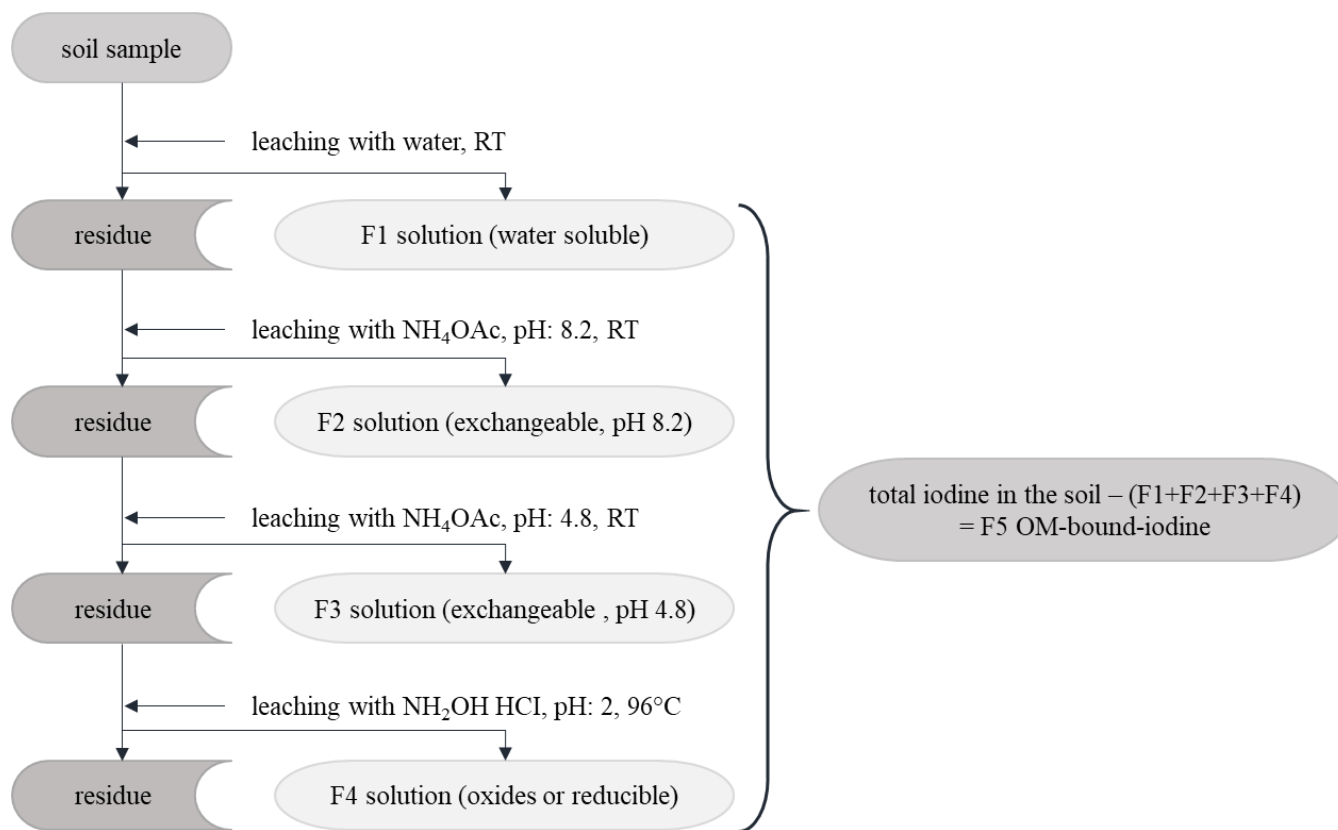 soil sample
leaching with water, RT
residue
F1 solution (water soluble)
leaching with NH₄OAc, pH: 8.2, RT
residue
F2 solution (exchangeable, pH 8.2)
total iodine in the soil – (F1+F2+F3+F4)
= F5 OM-bound-iodine
leaching with NH₄OAc, pH: 4.8, RT
residue
F3 solution (exchangeable , pH 4.8)
leaching with NH₂OH HCI, pH: 2, 96°C
residue
F4 solution (oxides or reducible)